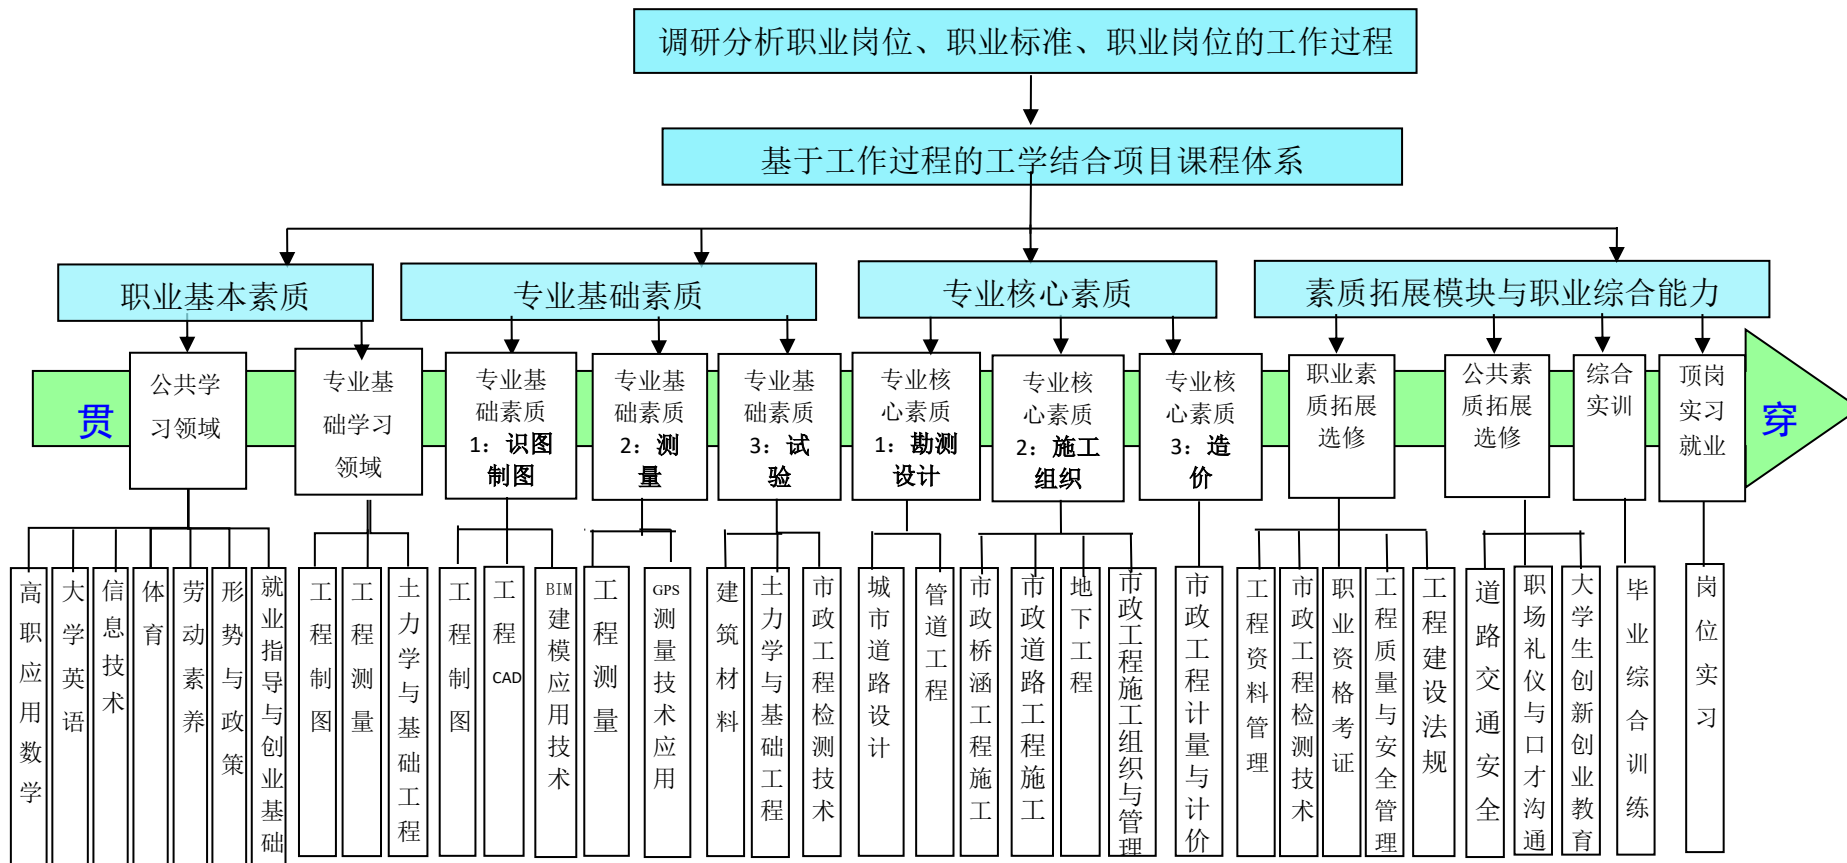 调研分析职业岗位、职业标准、职业岗位的工作过程
基于工作过程的工学结合项目课程体系
职业基本素质
专业基础素质
专业核心素质
素质拓展模块与职业综合能力
贯
公共学
习领域
专业基
础学习
领域
专业基
础素质
1：识图
制图
专业基
础素质
2：测
量
专业基
础素质
3：试
验
专业核
心素质
1：勘测
设计
专业核
心素质
2：施工
组织
专业核
心素质
3：造
价
职业素
质拓展
选修
公共素
质拓展
选修
综合
实训
顶岗
实习
就业
穿
高职应用数学
大学英语
信息技术
体育
劳动素养
形势与政策
就业指导与创业基础
工程制图
工程测量
土力学与基础工程
工程制图
工程CAD
BIM建模应用技术
工程测量
GPS测量技术应用
建筑材料
土力学与基础工程
市政工程检测技术
城市道路设计
管道工程
市政桥涵工程施工
市政道路工程施工
地下工程
市政工程施工组织与管理
市政工程计量与计价
工程资料管理
市政工程检测技术
职业资格考证
工程质量与安全管理
工程建设法规
道路交通安全
职场礼仪与口才沟通
大学生创新创业教育
毕业综合训练
岗位实习